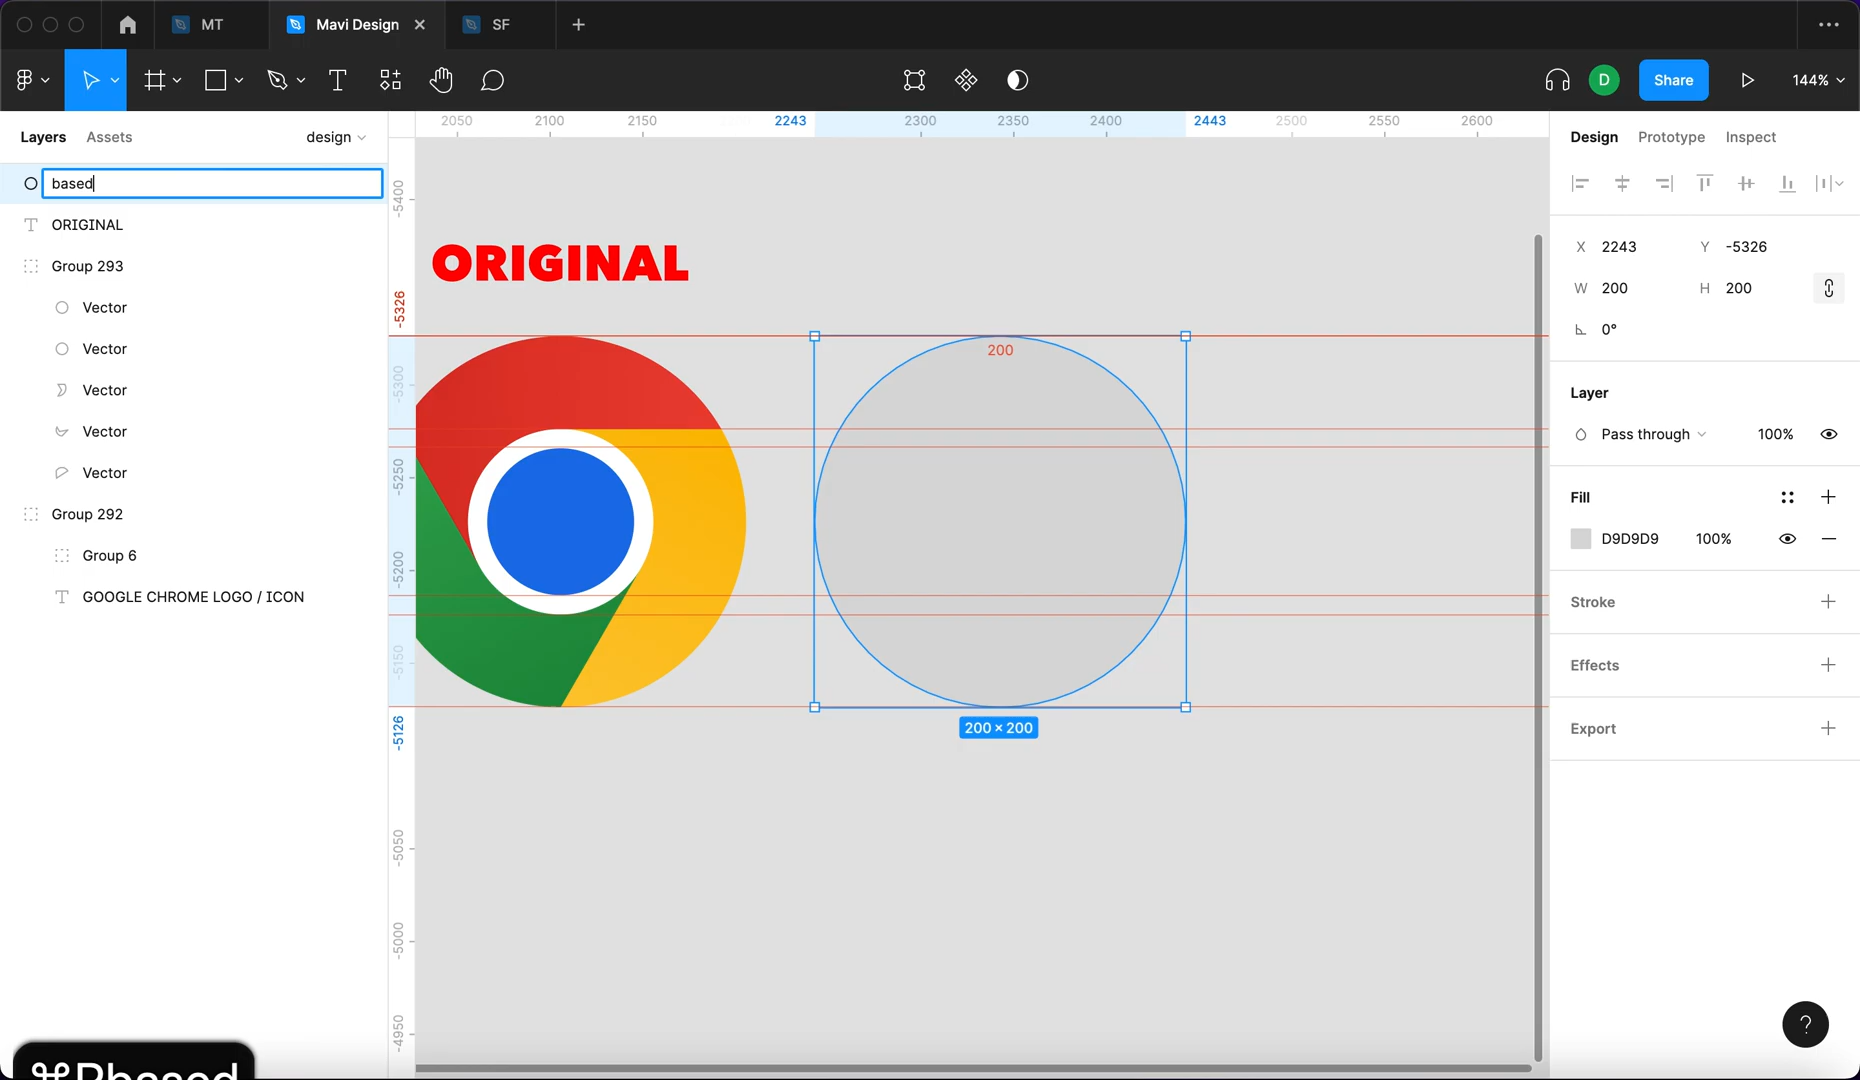 MT
Mavi Design
SF
Share
D
144%
Layers
Assets
design
based
ORIGINAL
Group 293
Vector
Vector
Vector
Vector
Vector
Group 292
Group 6
GOOGLE CHROME LOGO / ICON
2050
2100
2150
2243
2300
2350
2400
2443
2500
2550
2600
-5400
-5326
-5300
-5250
-5200
-5150
-5126
-5050
-5000
-4950
ORIGINAL
200
200 × 200
Design
Prototype
Inspect
X 2243 Y -5326
W 200 H 200
0°
Layer
Pass through 100%
Fill
D9D9D9 100%
Stroke
Effects
Export
?
⌘Rbased